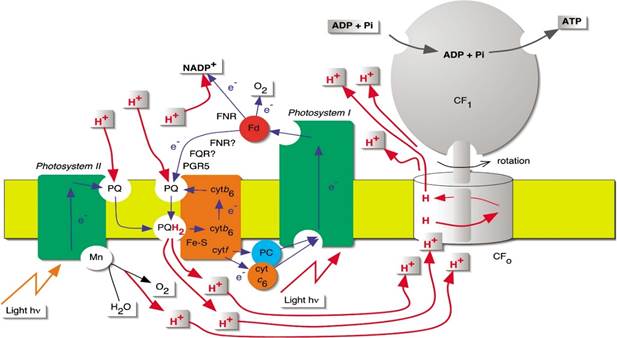 ADP + Pi
ATP
ADP + Pi
CF1
NADP+
O2
e-
H+
H+
H+
H+
H+
H+
H+
FNR
Fd
Photosystem I
e-
FNR?
FQR?
PGR5
Photosystem II
rotation
PQ
PQ
cytb6
e-
e-
e-
H
H
PQH2
cytb6
Fe-S
cytf
PC
Mn
cyt
c6
e-
CFo
H+
H+
H+
H+
H+
H+
O2
H2O
Light hν
Light hν